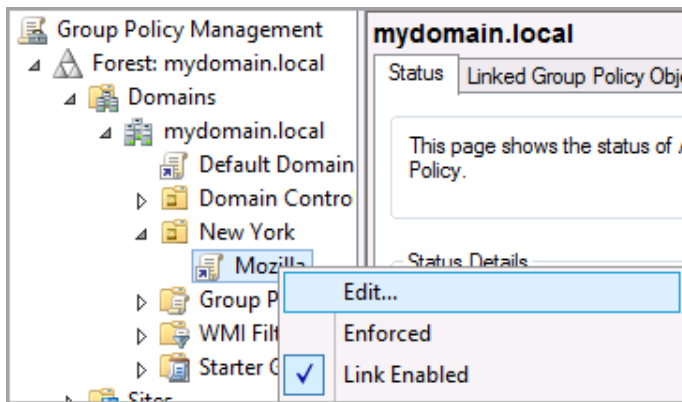 Group Policy Management
Forest: mydomain.local
Domains
mydomain.local
Default Domain
Domain Contro
New York
Mozilla
Group P
WMI Filt
Starter G
Sites
mydomain.local
Status
Linked Group Policy Obje
This page shows the status of A
Policy.
Status Details
Edit...
Enforced
Link Enabled